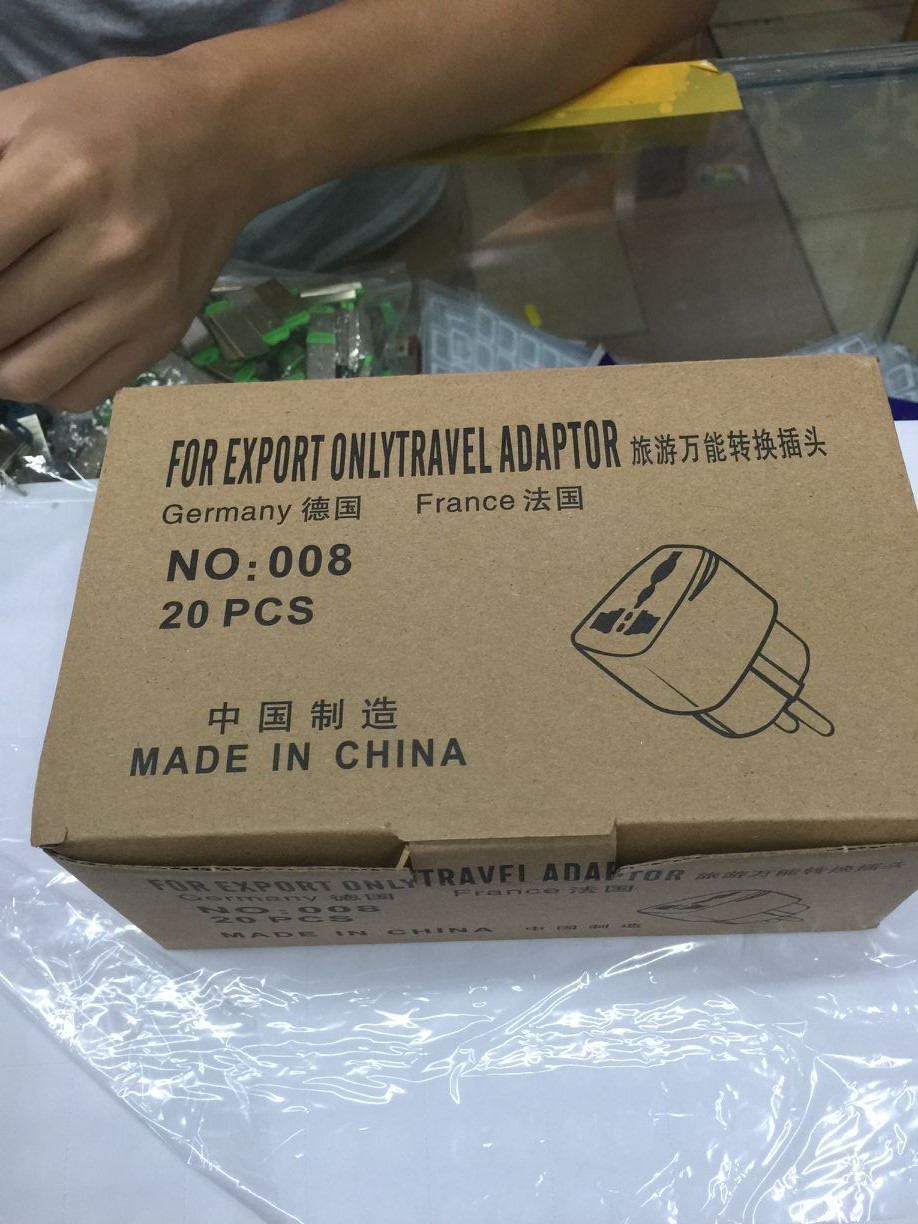 FOR EXPORT ONLYTRAVEL ADAPTOR 旅游万能转换插头
Germany 德国 France 法国
NO:008
20 PCS
中国制造
MADE IN CHINA
FOR EXPORT ONLYTRAVEL ADAPTOR 旅游万能转换插头
Germany 德国 France 法国
NO:008
20 PCS
MADE IN CHINA 中国制造